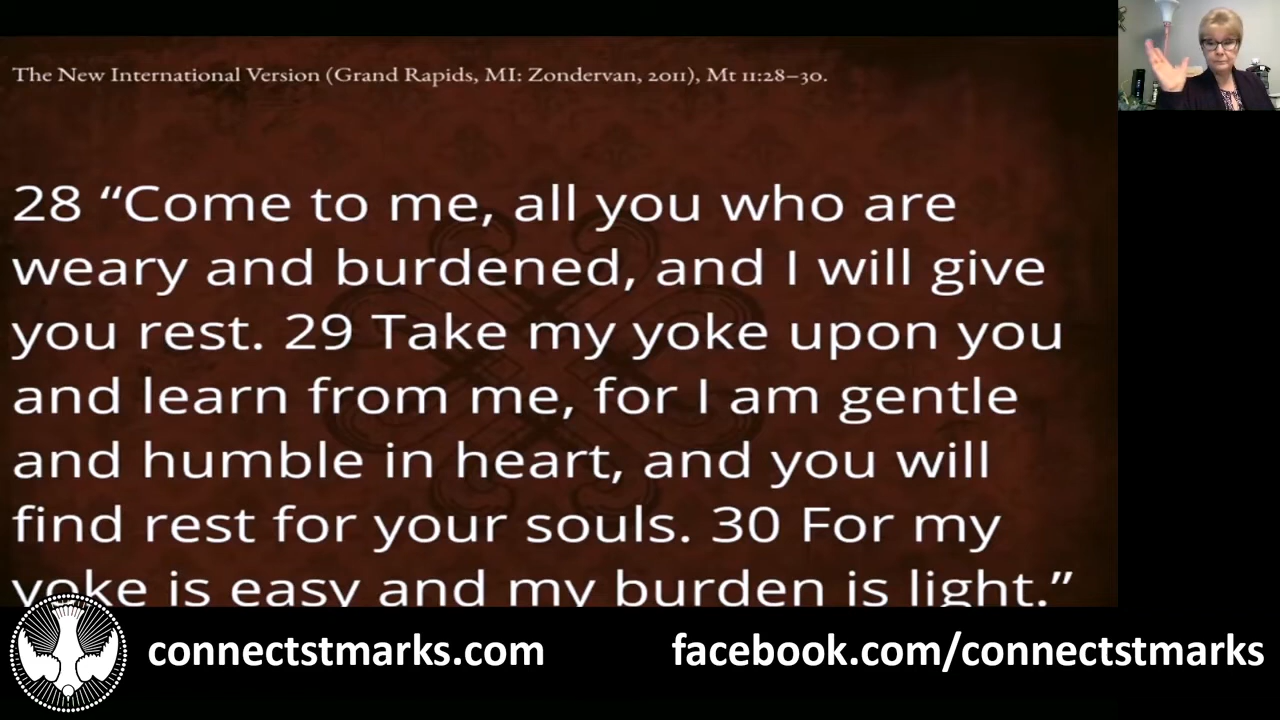 The New International Version (Grand Rapids, MI: Zondervan, 2011), Mt 11:28–30.
28 “Come to me, all you who are
weary and burdened, and I will give
you rest. 29 Take my yoke upon you
and learn from me, for I am gentle
and humble in heart, and you will
find rest for your souls. 30 For my
yoke is easy and my burden is light.”
connectstmarks.com
facebook.com/connectstmarks